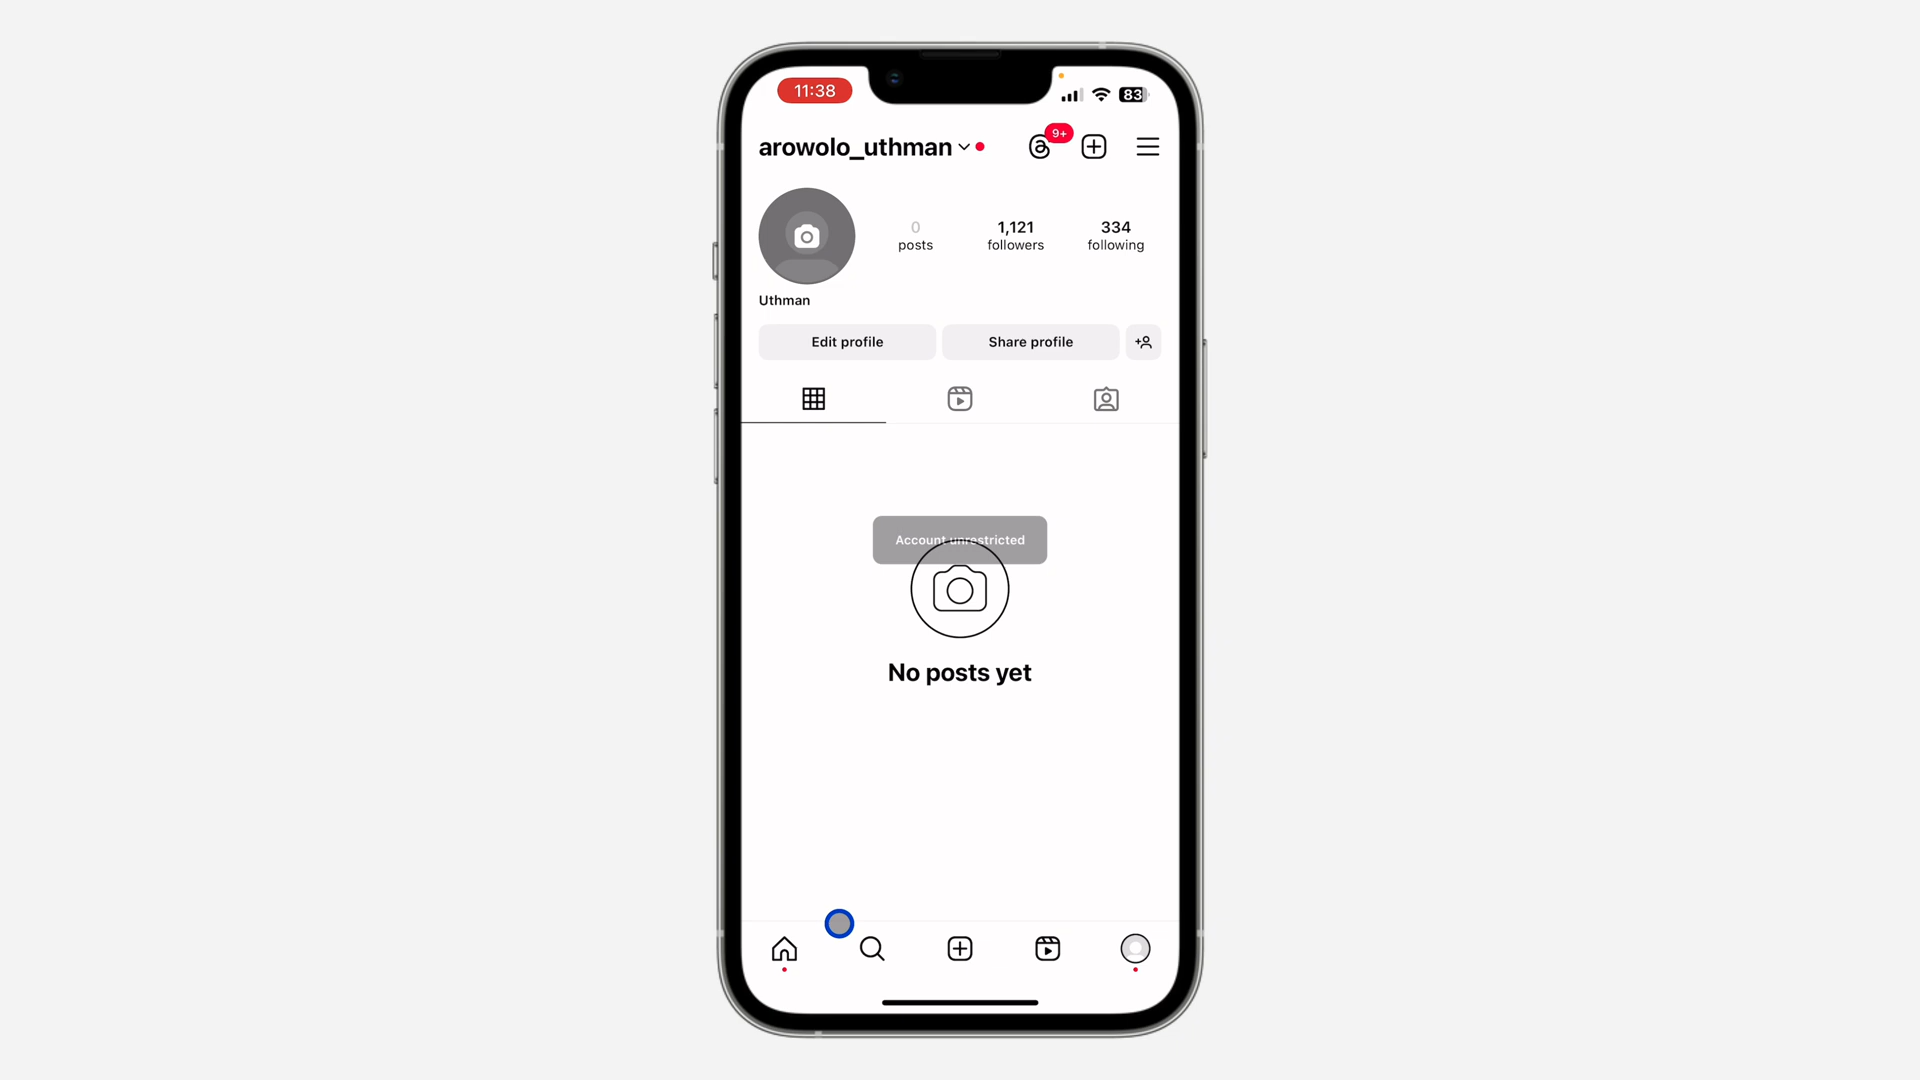 11:38
83
arowolo_uthman
9+
0
posts
1,121
followers
334
following
Uthman
Edit profile
Share profile
Account unrestricted
No posts yet